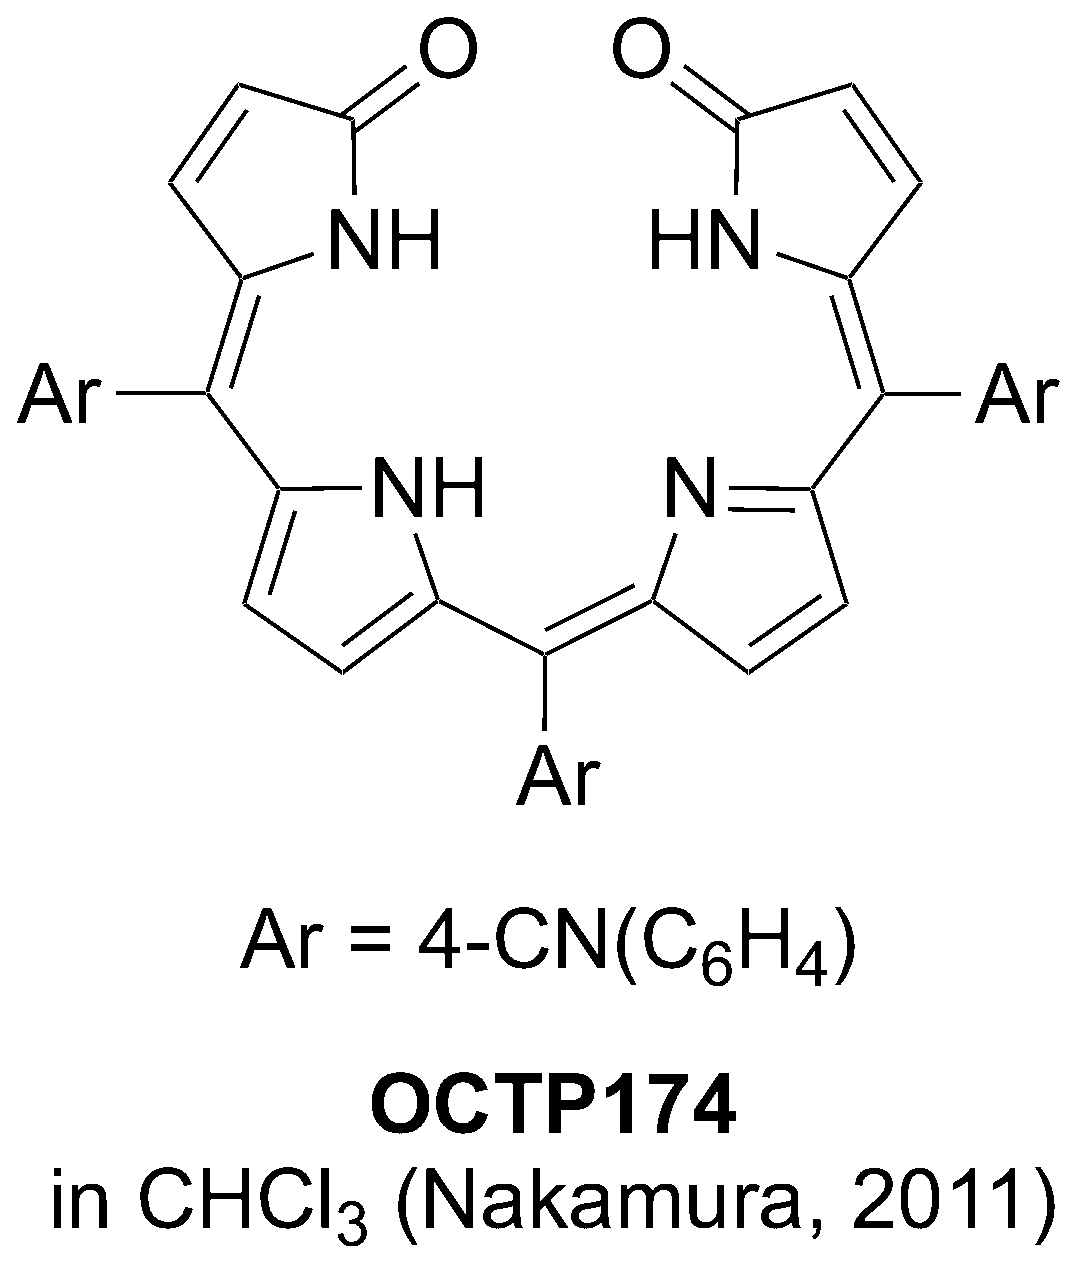 O O
NH HN
Ar Ar
NH N
Ar
Ar = 4-CN(C₆H₄)
OCTP174
in CHCl₃ (Nakamura, 2011)